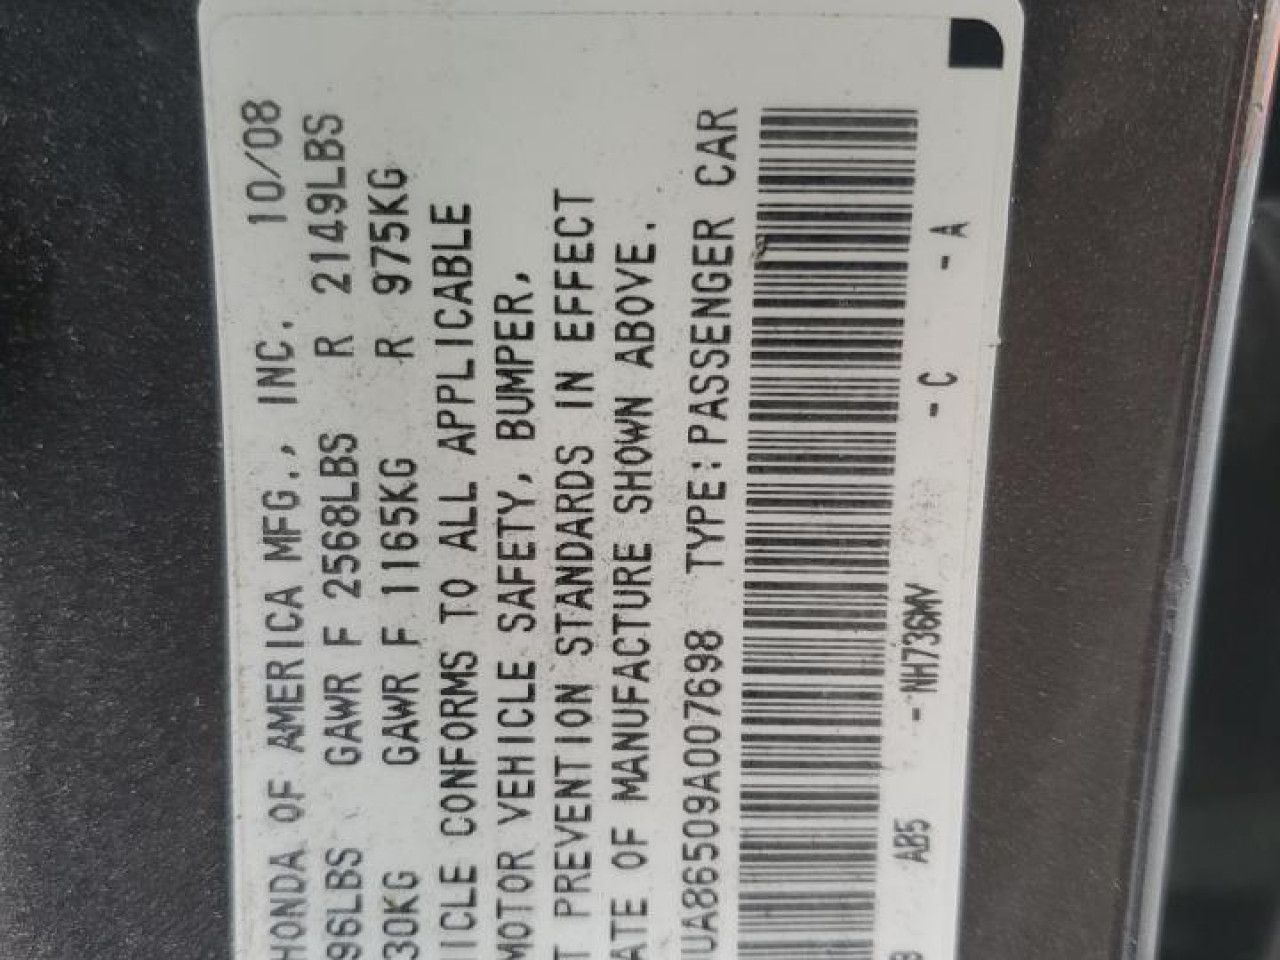 HONDA OF AMERICA MFG., INC. 10/08
96LBS GAWR F 2568LBS R 2149LBS
30KG GAWR F 1165KG R 975KG
ICLE CONFORMS TO ALL APPLICABLE
MOTOR VEHICLE SAFETY, BUMPER,
T PREVENTION STANDARDS IN EFFECT
ATE OF MANUFACTURE SHOWN ABOVE.
UA86509A007698 TYPE:PASSENGER CAR
B AB5 -NH736MV -C -A